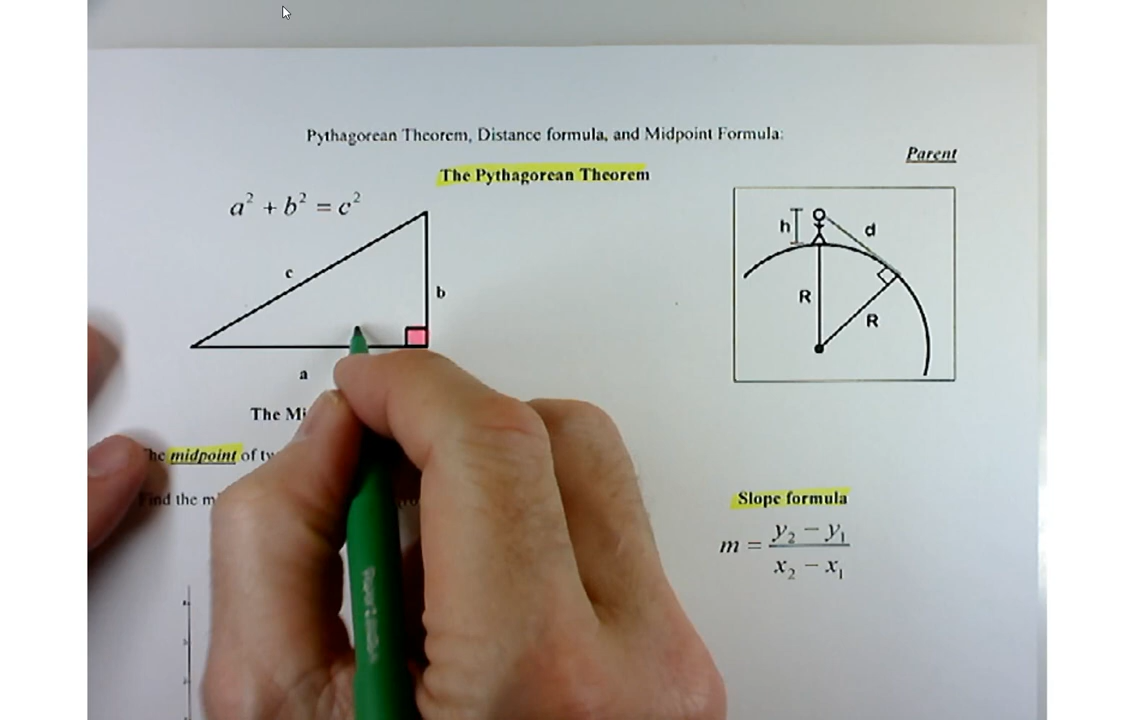 Pythagorean Theorem, Distance formula, and Midpoint Formula:
Parent
The Pythagorean Theorem
a² + b² = c²
c
b
a
h
d
R
R
The Mi
he midpoint of tw
ind the m
Slope formula
m = y₂ − y₁ / x₂ − x₁